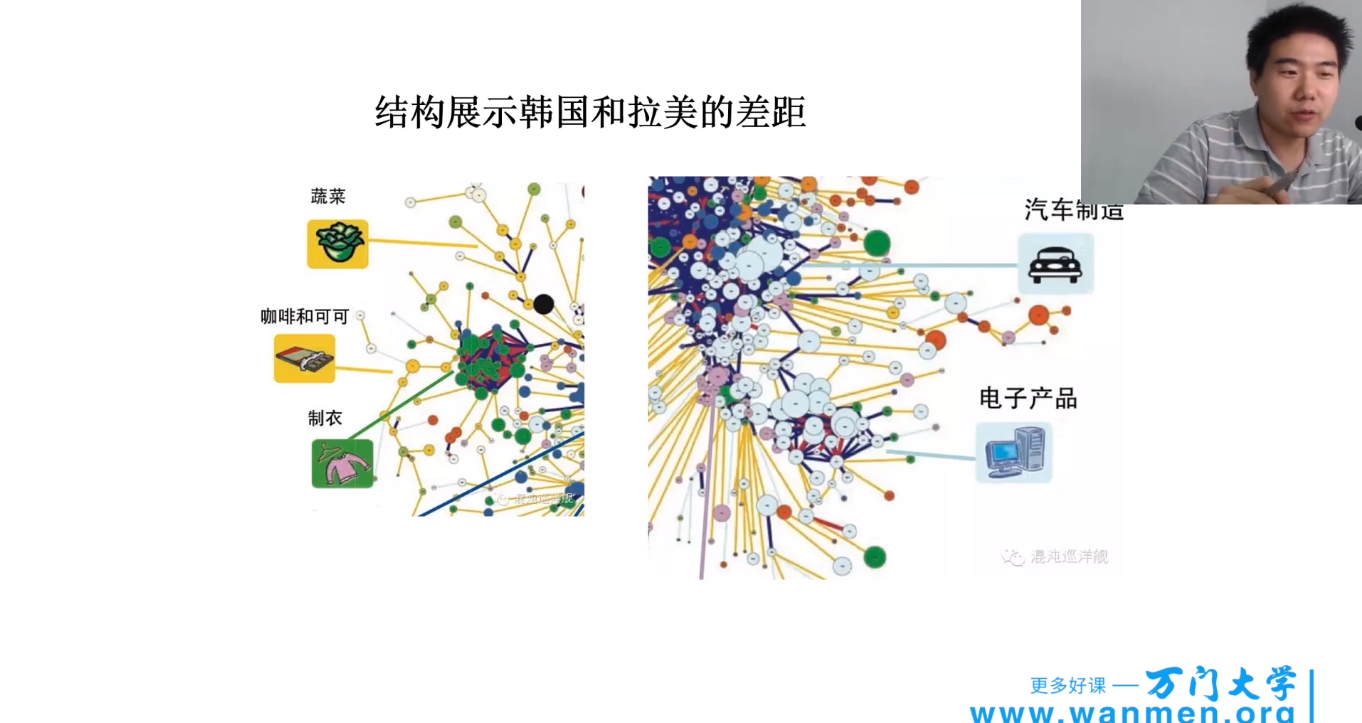 结构展示韩国和拉美的差距
蔬菜
咖啡和可可
制衣
混沌巡洋舰
汽车制造
电子产品
混沌巡洋舰
更多好课 — 万门大学
www.wanmen.org